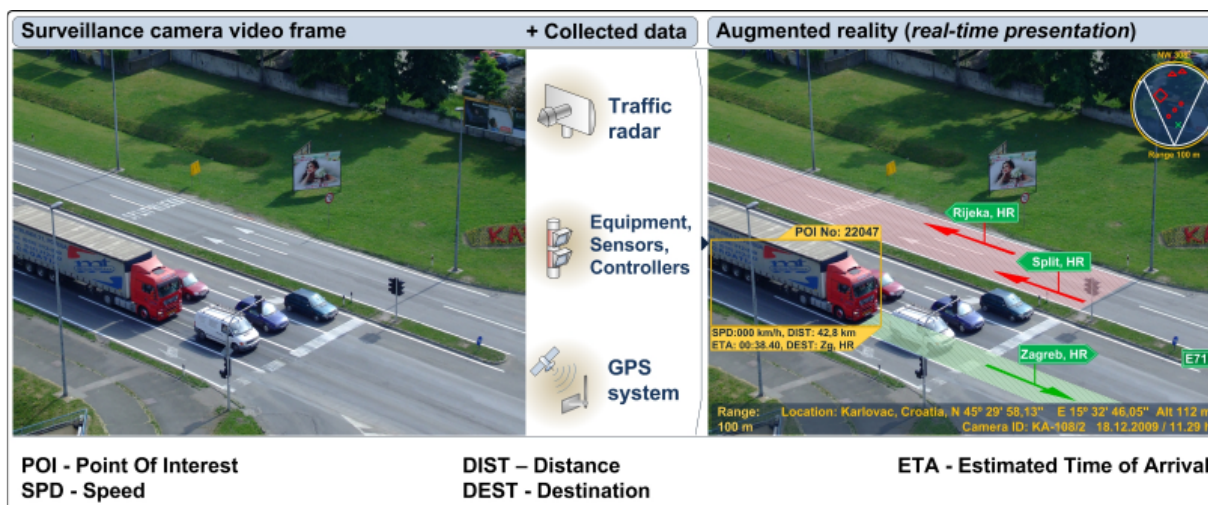 Surveillance camera video frame
+ Collected data
Augmented reality (real-time presentation)
Traffic
radar
Equipment,
Sensors,
Controllers
GPS
system
NW 308°
Range 100 m
Rijeka, HR
POI No: 22047
Split, HR
SPD:000 km/h, DIST: 42,8 km
ETA: 00:38.40, DEST: Zg, HR
Zagreb, HR
E71
Range: Location: Karlovac, Croatia, N 45º 29' 58,13" E 15º 32' 46,05" Alt 112 m
100 m Camera ID: KA-108/2 18.12.2009 / 11.29 h
POI - Point Of Interest
DIST – Distance
ETA - Estimated Time of Arrival
SPD - Speed
DEST - Destination